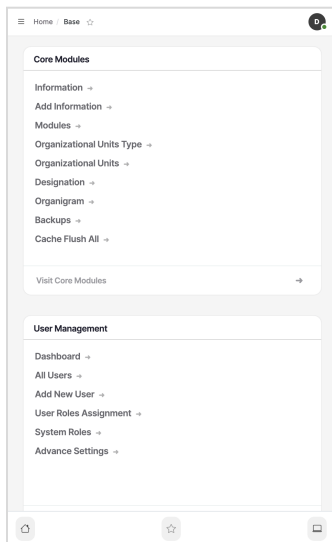 Home / Base
D
Core Modules
Information →
Add Information →
Modules →
Organizational Units Type →
Organizational Units →
Designation →
Organigram →
Backups →
Cache Flush All →
Visit Core Modules →
User Management
Dashboard →
All Users →
Add New User →
User Roles Assignment →
System Roles →
Advance Settings →